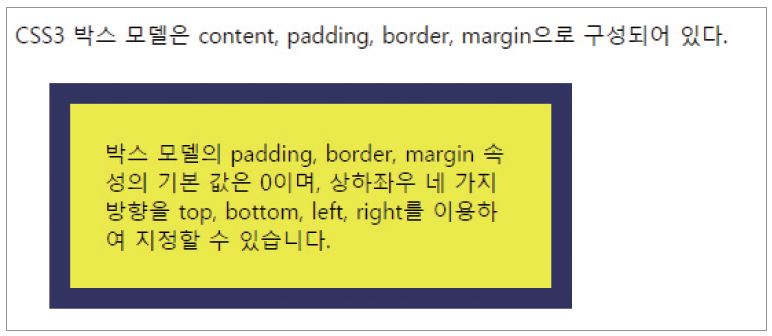 CSS3 박스 모델은 content, padding, border, margin으로 구성되어 있다.
박스 모델의 padding, border, margin 속
성의 기본 값은 0이며, 상하좌우 네 가지
방향을 top, bottom, left, right를 이용하
여 지정할 수 있습니다.